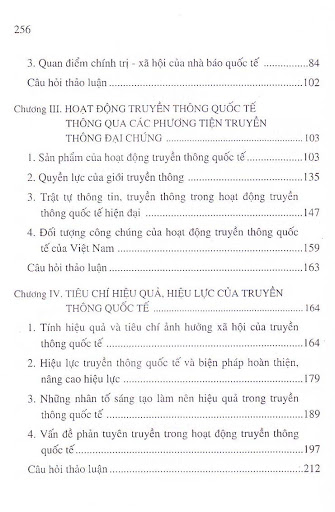 256
3. Quan điểm chính trị - xã hội của nhà báo quốc tế ................84
Câu hỏi thảo luận ................102
Chương III. HOẠT ĐỘNG TRUYỀN THÔNG QUỐC TẾ
THÔNG QUA CÁC PHƯƠNG TIỆN TRUYỀN
THÔNG ĐẠI CHÚNG ................103
1. Sản phẩm của hoạt động truyền thông quốc tế ................103
2. Quyền lực của giới truyền thông ................135
3. Trật tự thông tin, truyền thông trong hoạt động truyền
thông quốc tế hiện đại ................147
4. Đối tượng công chúng của hoạt động truyền thông quốc
tế của Việt Nam ................159
Câu hỏi thảo luận ................163
Chương IV. TIÊU CHÍ HIỆU QUẢ, HIỆU LỰC CỦA TRUYỀN
THÔNG QUỐC TẾ ................164
1. Tính hiệu quả và tiêu chí ảnh hưởng xã hội của truyền
thông quốc tế ................164
2. Hiệu lực truyền thông quốc tế và biện pháp hoàn thiện,
nâng cao hiệu lực ................179
3. Những nhân tố sáng tạo làm nên hiệu quả trong truyền
thông quốc tế ................189
4. Vấn đề phản tuyên truyền trong hoạt động truyền thông
quốc tế ................197
Câu hỏi thảo luận ................212